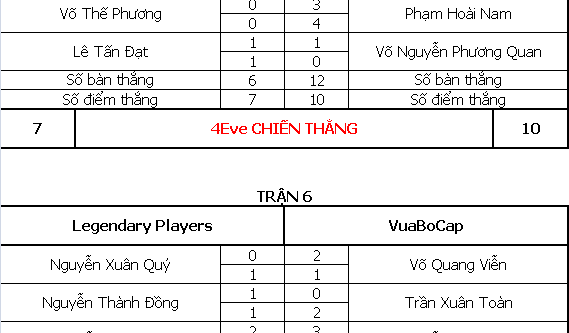 Võ Thế Phương 0 3 Phạm Hoài Nam
0 4
Lê Tấn Đạt 1 1 Võ Nguyễn Phương Quan
1 0
Số bàn thắng 6 12 Số bàn thắng
Số điểm thắng 7 10 Số điểm thắng
7 4Eve CHIẾN THẮNG 10
TRẬN 6
Legendary Players VuaBoCap
Nguyễn Xuân Quý 0 2 Võ Quang Viễn
1 1
Nguyễn Thành Đồng 1 0 Trần Xuân Toàn
1 2
2 3